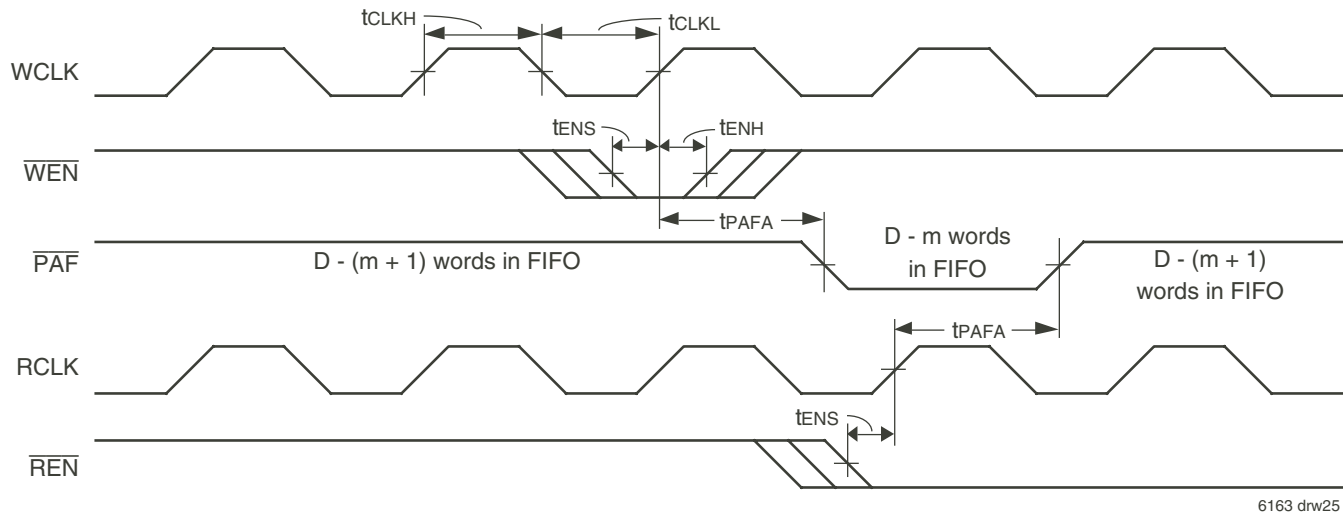 tCLKH
tCLKL
WCLK
tENS
tENH
WEN
tPAFA
D - m words
in FIFO
PAF
D - (m + 1) words in FIFO
D - (m + 1)
words in FIFO
tPAFA
RCLK
tENS
REN
6163 drw25